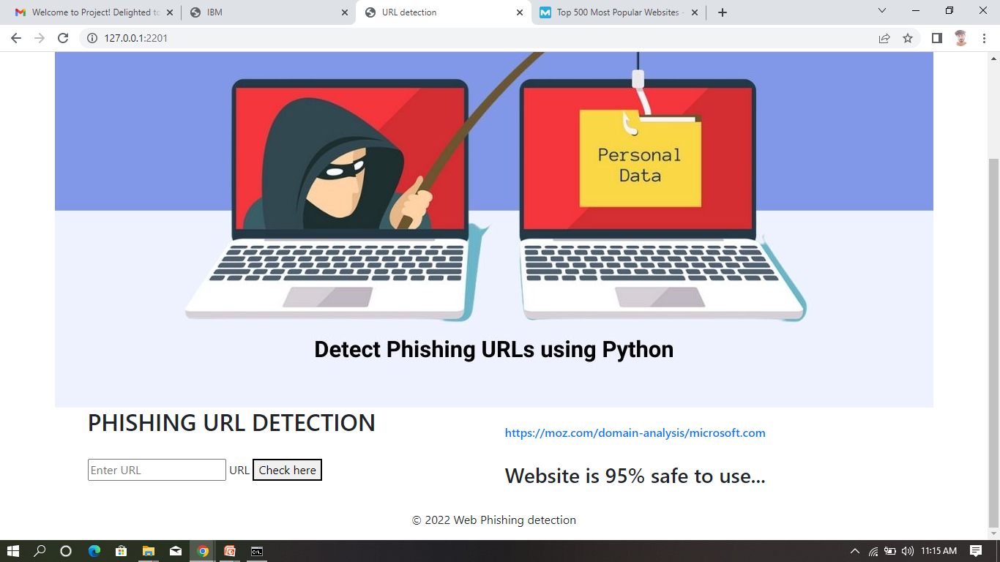 Welcome to Project! Delighted to
IBM
URL detection
Top 500 Most Popular Websites -
127.0.0.1:2201
Personal
Data
Detect Phishing URLs using Python
PHISHING URL DETECTION
https://moz.com/domain-analysis/microsoft.com
Enter URL URL Check here
Website is 95% safe to use...
© 2022 Web Phishing detection
11:15 AM